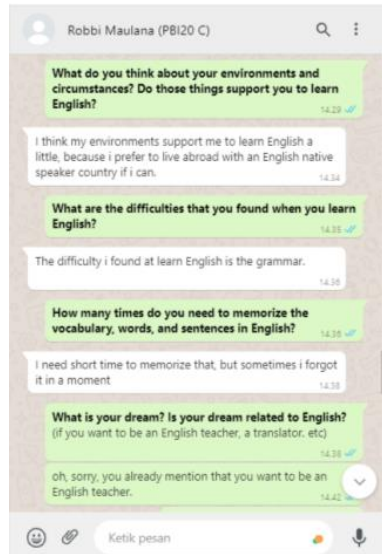 Robbi Maulana (PBI20 C)
What do you think about your environments and
circumstances? Do those things support you to learn
English?
14.29
I think my environments support me to learn English a
little, because i prefer to live abroad with an English native
speaker country if i can.
14.34
What are the difficulties that you found when you learn
English?
14.35
The difficulty i found at learn English is the grammar.
14.36
How many times do you need to memorize the
vocabulary, words, and sentences in English?
14.36
I need short time to memorize that, but sometimes i forgot
it in a moment
14.38
What is your dream? Is your dream related to English?
(if you want to be an English teacher, a translator. etc)
14.38
oh, sorry, you already mention that you want to be an
English teacher.
14.42
Ketik pesan